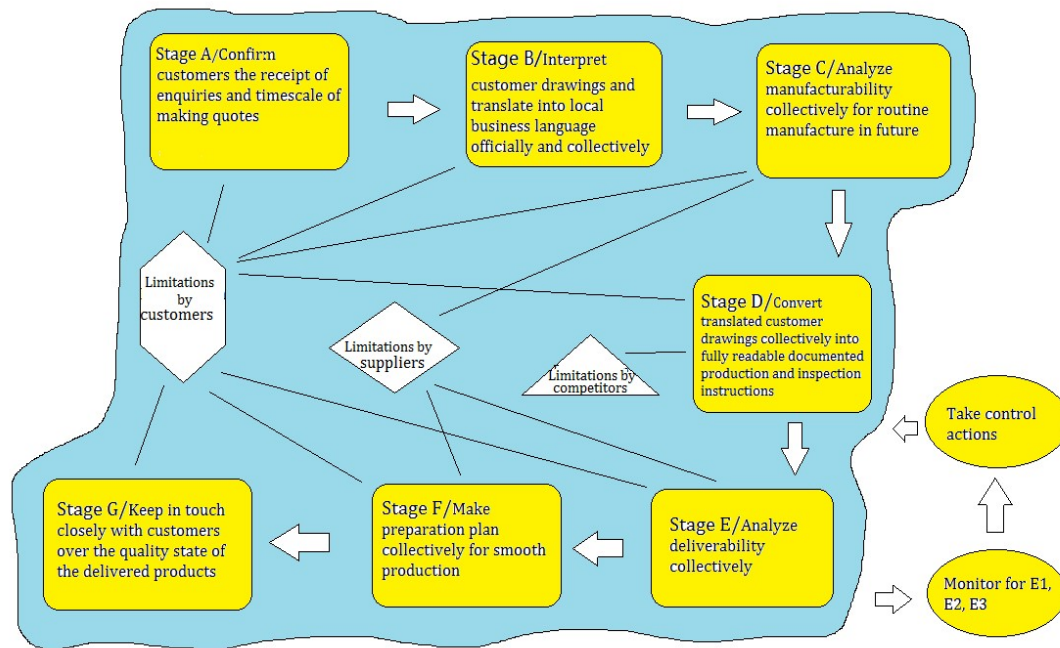 Stage A/Confirm
customers the receipt of
enquiries and timescale of
making quotes
Stage B/Interpret
customer drawings and
translate into local
business language
officially and collectively
Stage C/Analyze
manufacturability
collectively for routine
manufacture in future
Limitations
by
customers
Limitations by
suppliers
Limitations by
competitors
Stage D/Convert
translated customer
drawings collectively into
fully readable documented
production and inspection
instructions
Take control
actions
Stage G/Keep in touch
closely with customers
over the quality state of
the delivered products
Stage F/Make
preparation plan
collectively for smooth
production
Stage E/Analyze
deliverability
collectively
Monitor for E1,
E2, E3